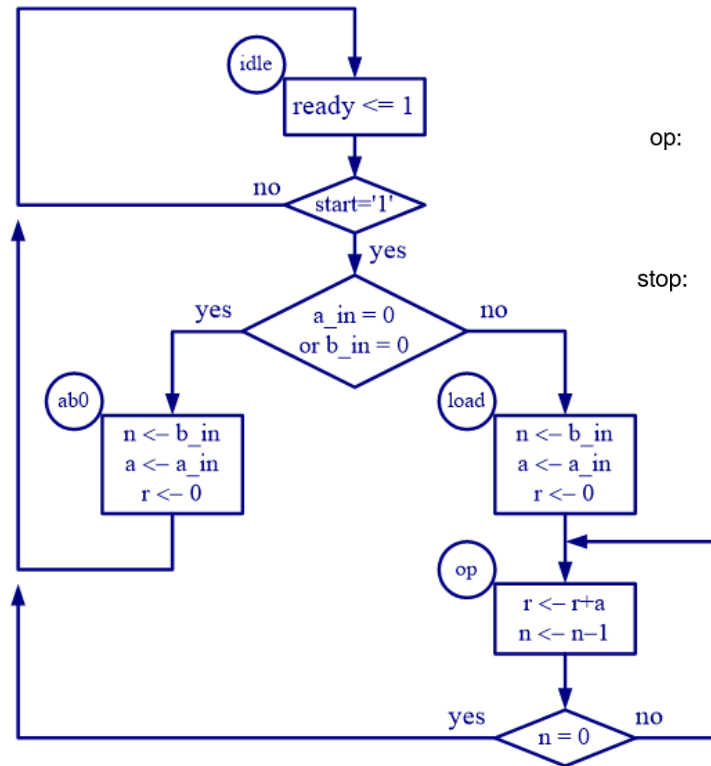 idle
ready <= 1
op:
no
start='1'
yes
stop:
yes
a_in = 0
or b_in = 0
no
ab0
n <– b_in
a <– a_in
r <– 0
load
n <– b_in
a <– a_in
r <– 0
op
r <– r+a
n <– n–1
yes
n = 0
no